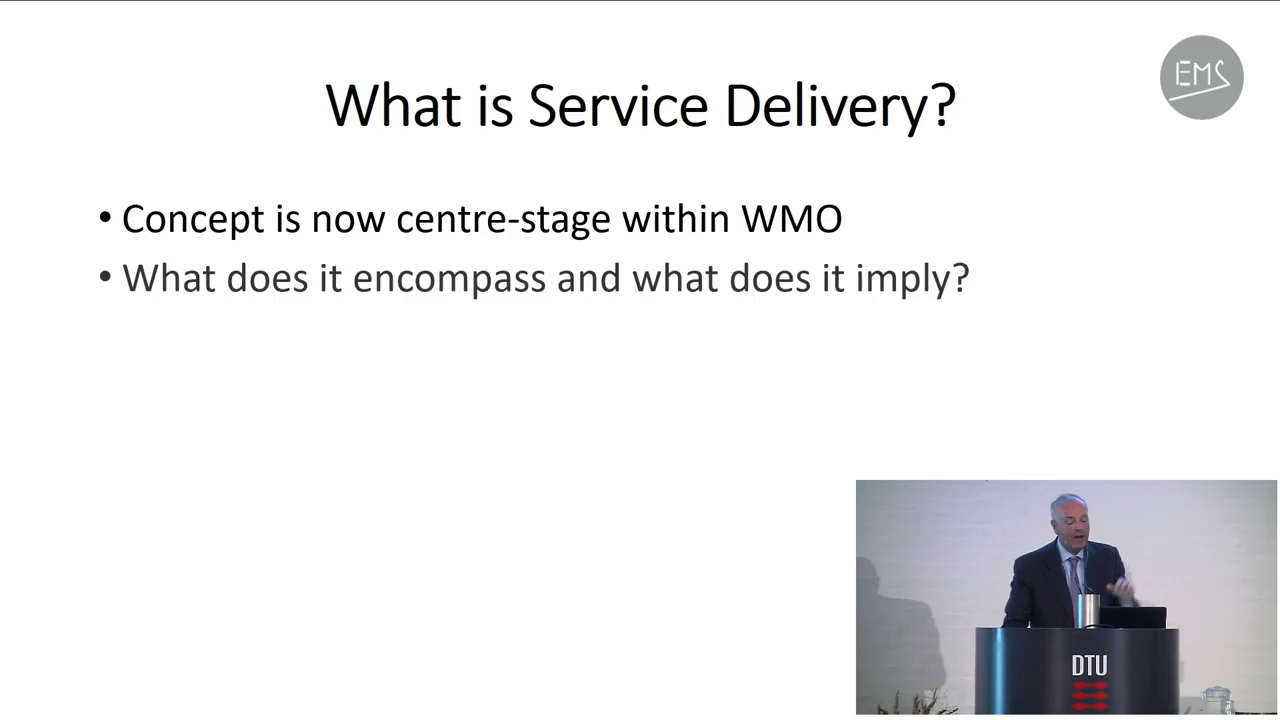 EMS
What is Service Delivery?
• Concept is now centre-stage within WMO
• What does it encompass and what does it imply?
DTU